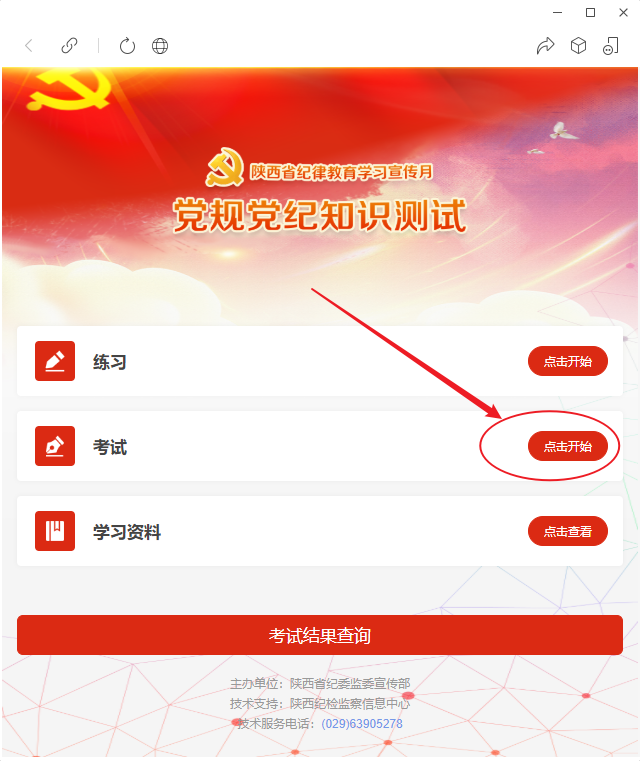 陕西省纪律教育学习宣传月
党规党纪知识测试
练习
点击开始
考试
点击开始
学习资料
点击查看
考试结果查询
主办单位：陕西省纪委监委宣传部
技术支持：陕西纪检监察信息中心
技术服务电话：(029)63905278